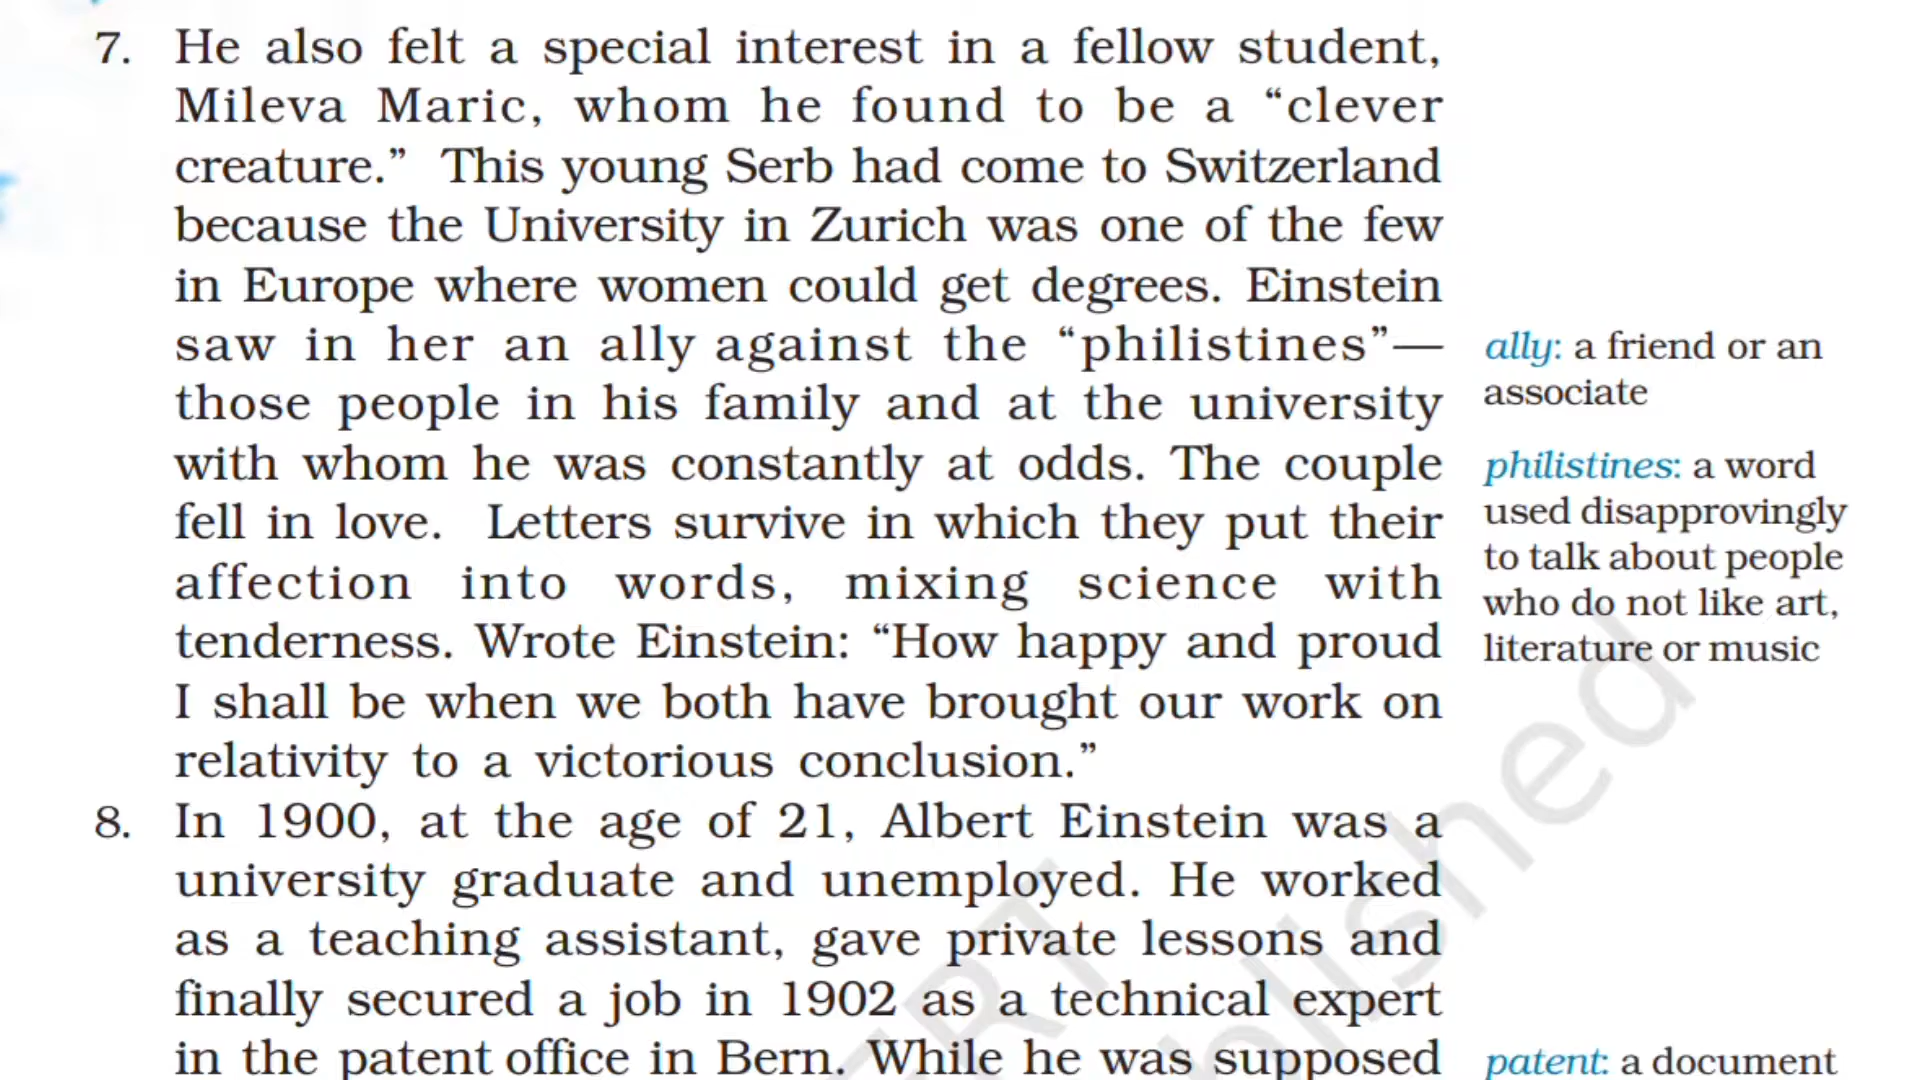 7. He also felt a special interest in a fellow student,
Mileva Maric, whom he found to be a “clever
creature.” This young Serb had come to Switzerland
because the University in Zurich was one of the few
in Europe where women could get degrees. Einstein
saw in her an ally against the “philistines”—
those people in his family and at the university
with whom he was constantly at odds. The couple
fell in love. Letters survive in which they put their
affection into words, mixing science with
tenderness. Wrote Einstein: “How happy and proud
I shall be when we both have brought our work on
relativity to a victorious conclusion.”
8. In 1900, at the age of 21, Albert Einstein was a
university graduate and unemployed. He worked
as a teaching assistant, gave private lessons and
finally secured a job in 1902 as a technical expert
in the patent office in Bern. While he was supposed
ally: a friend or an
associate
philistines: a word
used disapprovingly
to talk about people
who do not like art,
literature or music
patent: a document